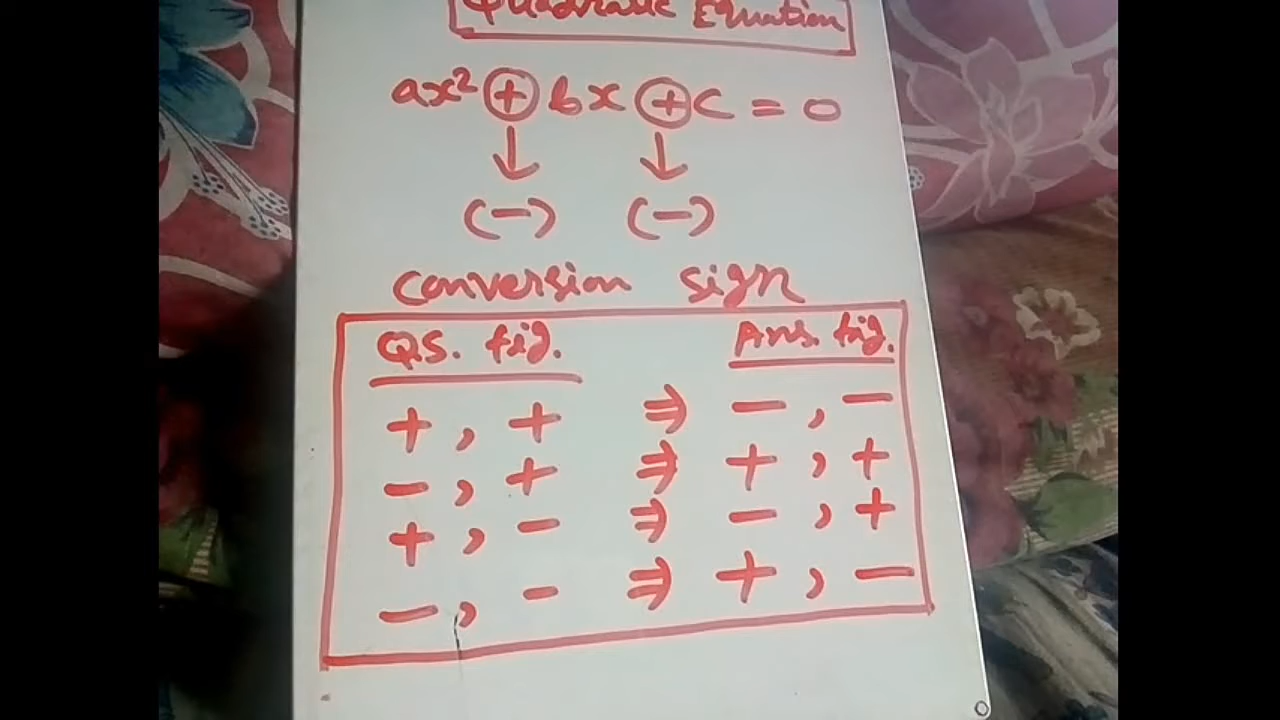 Quadratic Equation
ax² + bx + c = 0
↓ ↓
(-) (-)
conversion sign
QS. fig. Ans. fig.
+ , + ⇒ - , -
- , + ⇒ + , +
+ , - ⇒ - , +
- , - ⇒ + , -